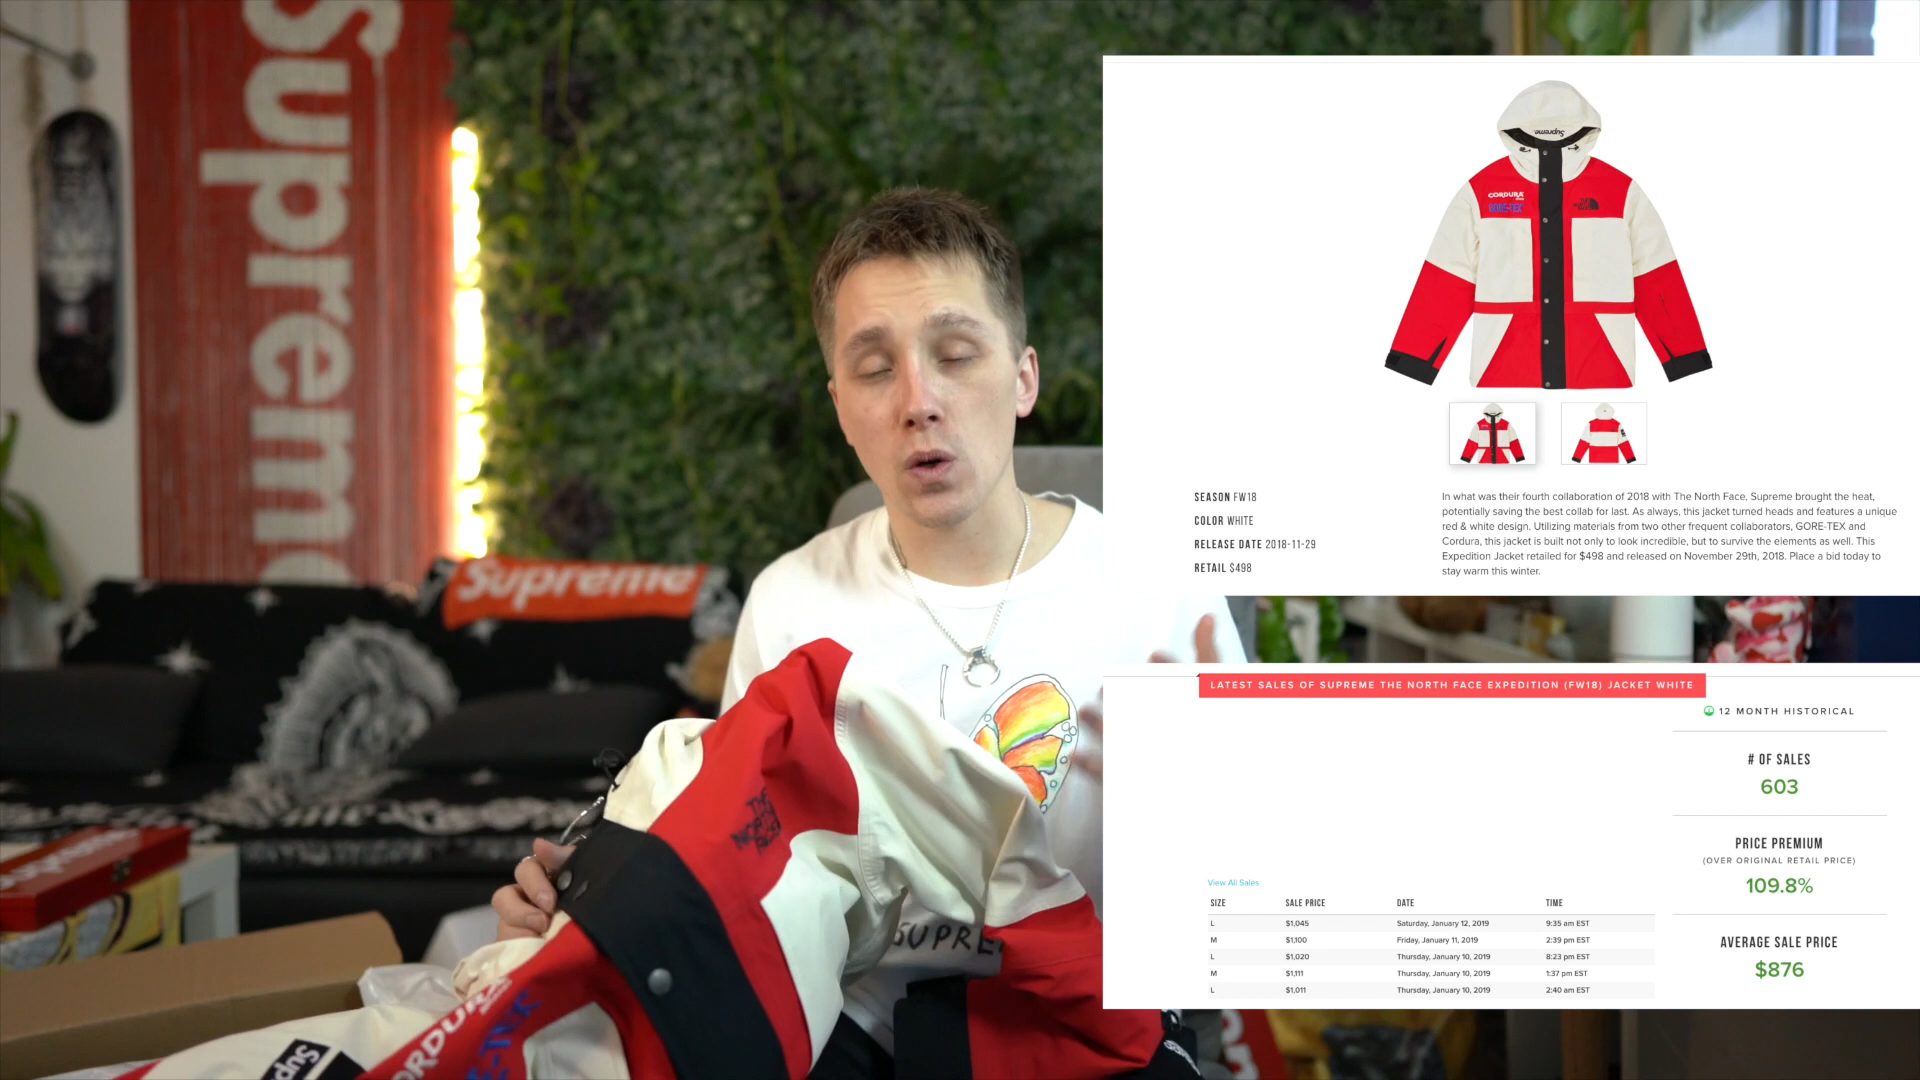 Supreme
Supreme
Supreme
CORDURA
GORE-TEX
SEASON FW18
COLOR WHITE
RELEASE DATE 2018-11-29
RETAIL $498
In what was their fourth collaboration of 2018 with The North Face, Supreme brought the heat,
potentially saving the best collab for last. As always, this jacket turned heads and features a unique
red & white design. Utilizing materials from two other frequent collaborators, GORE-TEX and
Cordura, this jacket is built not only to look incredible, but to survive the elements as well. This
Expedition Jacket retailed for $498 and released on November 29th, 2018. Place a bid today to
stay warm this winter.
LATEST SALES OF SUPREME THE NORTH FACE EXPEDITION (FW18) JACKET WHITE
12 MONTH HISTORICAL
# OF SALES
603
PRICE PREMIUM
(OVER ORIGINAL RETAIL PRICE)
109.8%
AVERAGE SALE PRICE
$876
View All Sales
SIZE SALE PRICE DATE TIME
L $1,045 Saturday, January 12, 2019 9:35 am EST
M $1,100 Friday, January 11, 2019 2:39 pm EST
L $1,020 Thursday, January 10, 2019 8:23 pm EST
M $1,111 Thursday, January 10, 2019 1:37 pm EST
L $1,011 Thursday, January 10, 2019 2:40 am EST
THE
NORTH
FACE
SUPRE
Supreme
CORDURA
E-TEX
Sup